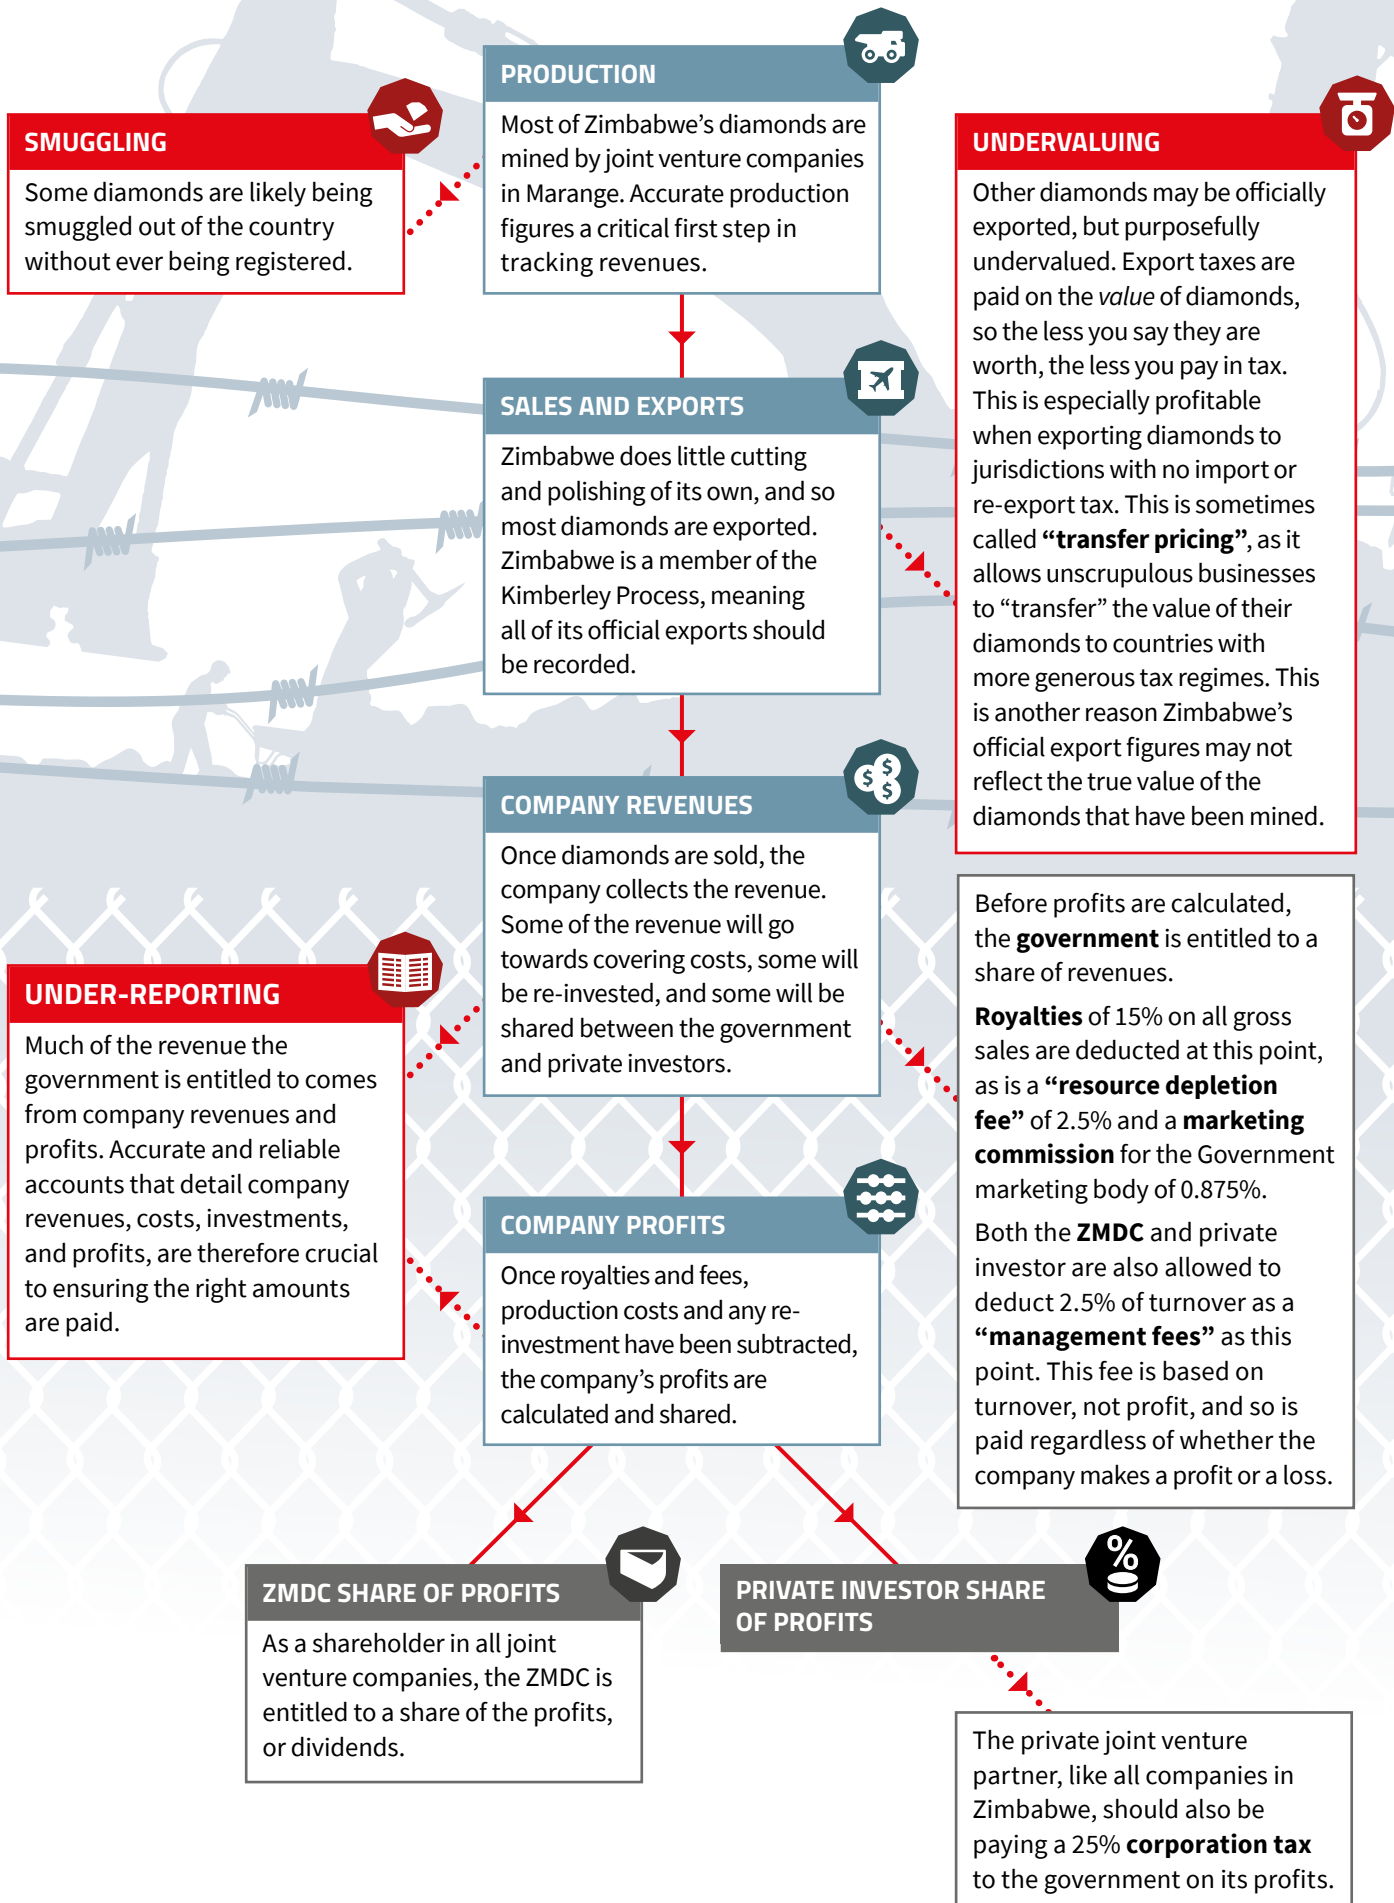 PRODUCTION
Most of Zimbabwe’s diamonds are
mined by joint venture companies
in Marange. Accurate production
figures a critical first step in
tracking revenues.
SMUGGLING
Some diamonds are likely being
smuggled out of the country
without ever being registered.
UNDERVALUING
Other diamonds may be officially
exported, but purposefully
undervalued. Export taxes are
paid on the value of diamonds,
so the less you say they are
worth, the less you pay in tax.
This is especially profitable
when exporting diamonds to
jurisdictions with no import or
re-export tax. This is sometimes
called “transfer pricing”, as it
allows unscrupulous businesses
to “transfer” the value of their
diamonds to countries with
more generous tax regimes. This
is another reason Zimbabwe’s
official export figures may not
reflect the true value of the
diamonds that have been mined.
SALES AND EXPORTS
Zimbabwe does little cutting
and polishing of its own, and so
most diamonds are exported.
Zimbabwe is a member of the
Kimberley Process, meaning
all of its official exports should
be recorded.
COMPANY REVENUES
Once diamonds are sold, the
company collects the revenue.
Some of the revenue will go
towards covering costs, some will
be re-invested, and some will be
shared between the government
and private investors.
$
$
$
Before profits are calculated,
the government is entitled to a
share of revenues.
Royalties of 15% on all gross
sales are deducted at this point,
as is a “resource depletion
fee” of 2.5% and a marketing
commission for the Government
marketing body of 0.875%.
Both the ZMDC and private
investor are also allowed to
deduct 2.5% of turnover as a
“management fees” as this
point. This fee is based on
turnover, not profit, and so is
paid regardless of whether the
company makes a profit or a loss.
UNDER-REPORTING
Much of the revenue the
government is entitled to comes
from company revenues and
profits. Accurate and reliable
accounts that detail company
revenues, costs, investments,
and profits, are therefore crucial
to ensuring the right amounts
are paid.
COMPANY PROFITS
Once royalties and fees,
production costs and any re-
investment have been subtracted,
the company’s profits are
calculated and shared.
ZMDC SHARE OF PROFITS
As a shareholder in all joint
venture companies, the ZMDC is
entitled to a share of the profits,
or dividends.
PRIVATE INVESTOR SHARE
OF PROFITS
%
The private joint venture
partner, like all companies in
Zimbabwe, should also be
paying a 25% corporation tax
to the government on its profits.